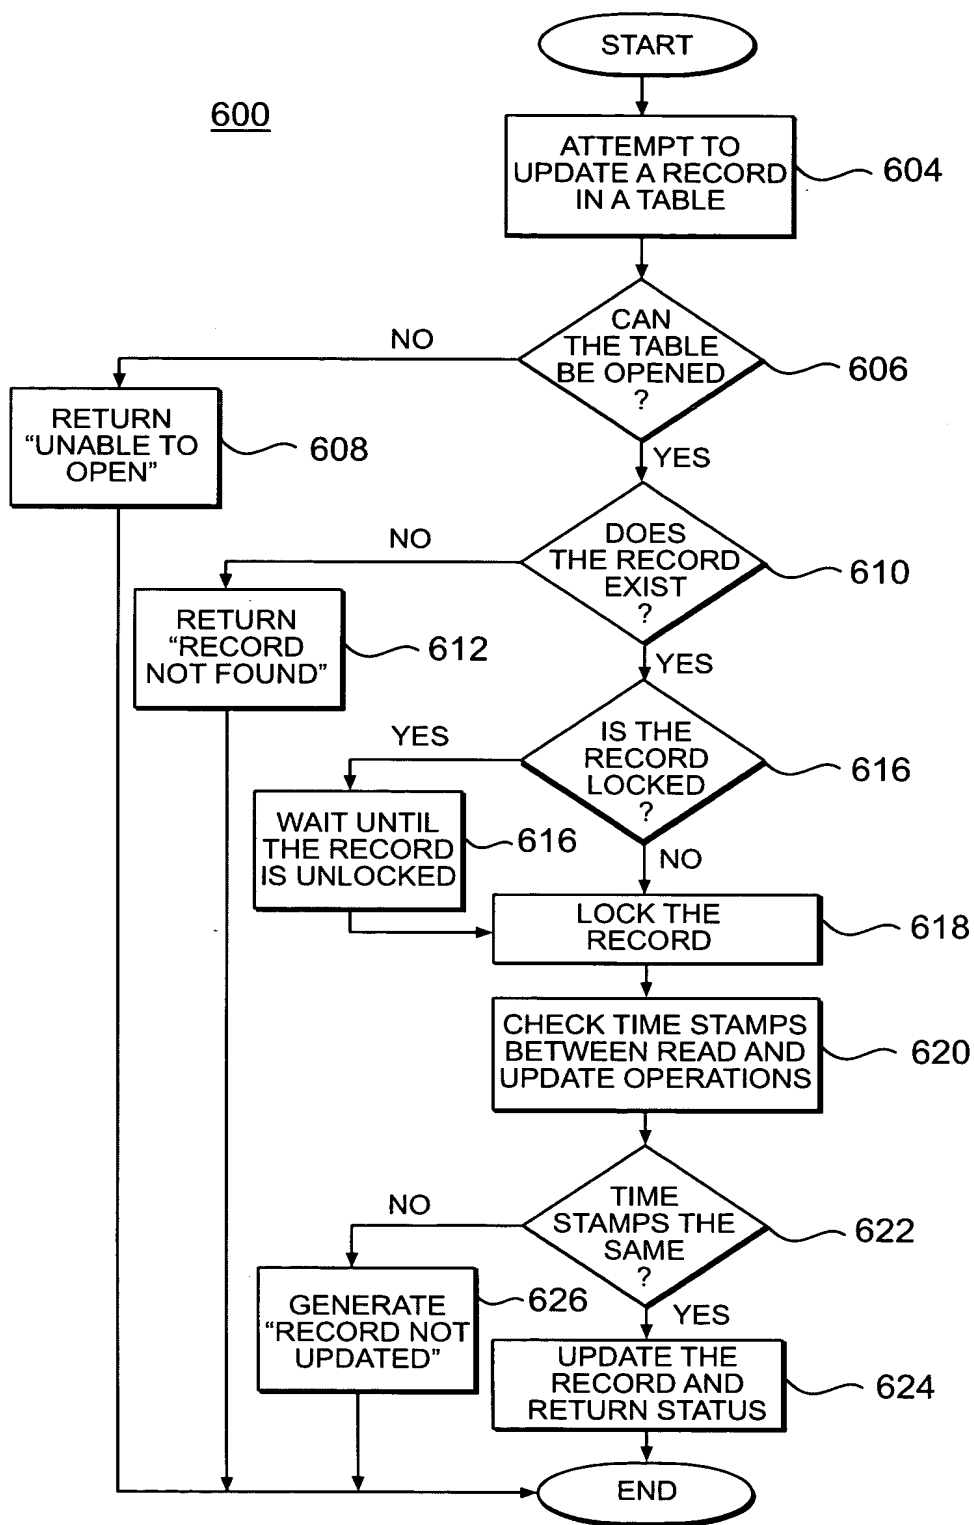 START
600
ATTEMPT TO
UPDATE A RECORD
IN A TABLE
604
CAN
THE TABLE
BE OPENED
?
606
NO
YES
RETURN
“UNABLE TO
OPEN”
608
DOES
THE RECORD
EXIST
?
610
NO
YES
RETURN
“RECORD
NOT FOUND”
612
IS THE
RECORD
LOCKED
?
616
YES
NO
WAIT UNTIL
THE RECORD
IS UNLOCKED
616
LOCK THE
RECORD
618
CHECK TIME STAMPS
BETWEEN READ AND
UPDATE OPERATIONS
620
TIME
STAMPS THE
SAME
?
622
NO
YES
GENERATE
“RECORD NOT
UPDATED”
626
UPDATE THE
RECORD AND
RETURN STATUS
624
END